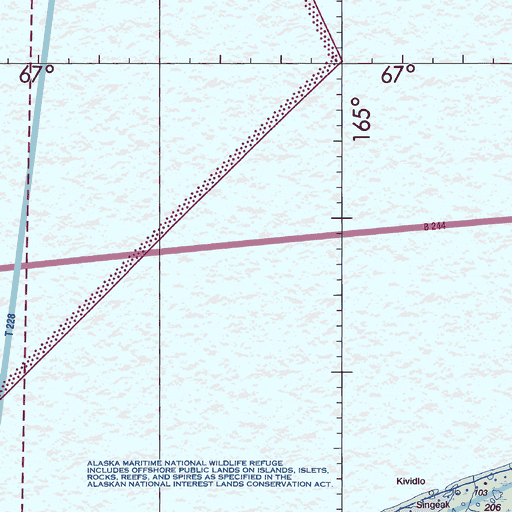 67°
67°
165°
B 244
T 228
ALASKA MARITIME NATIONAL WILDLIFE REFUGE
INCLUDES OFFSHORE PUBLIC LANDS ON ISLANDS, ISLETS,
ROCKS, REEFS, AND SPIRES AS SPECIFIED IN THE
ALASKAN NATIONAL INTEREST LANDS CONSERVATION ACT.
Kividlo
Singeak
103
206